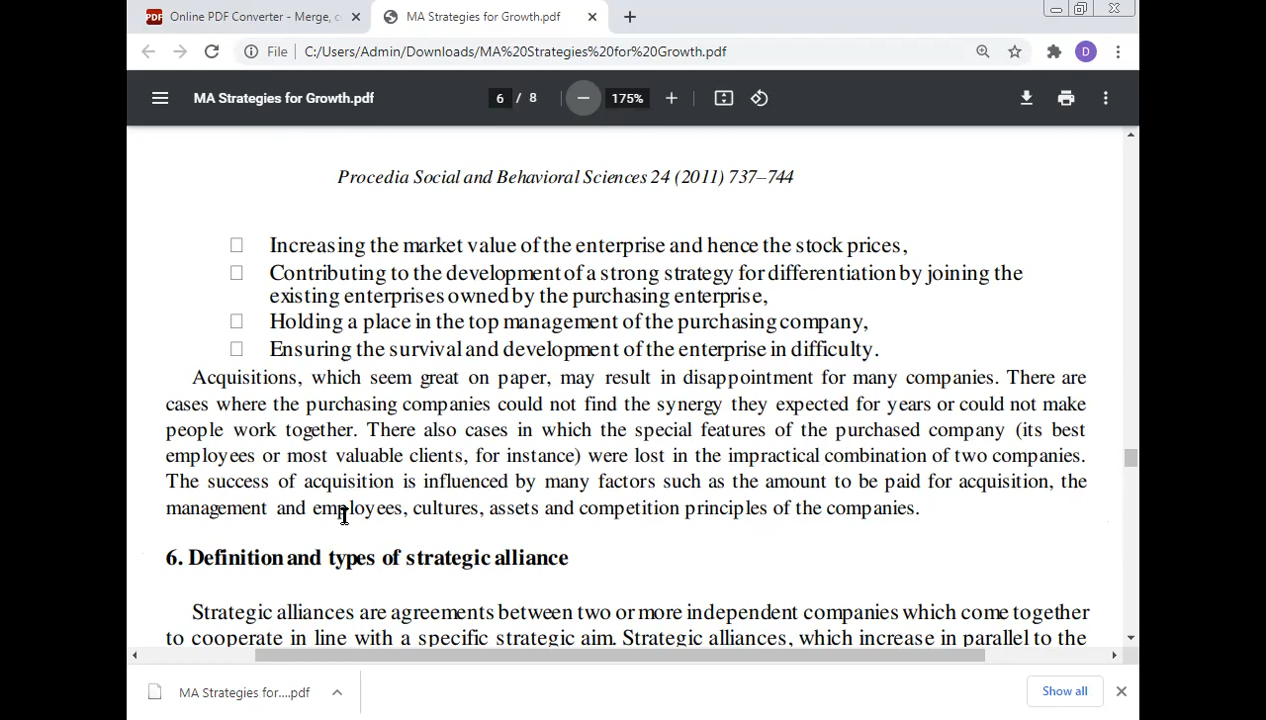 Online PDF Converter - Merge, c
MA Strategies for Growth.pdf
File
C:/Users/Admin/Downloads/MA%20Strategies%20for%20Growth.pdf
D
MA Strategies for Growth.pdf
6 / 8
175%
Procedia Social and Behavioral Sciences 24 (2011) 737–744
Increasing the market value of the enterprise and hence the stock prices,
Contributing to the development of a strong strategy for differentiation by joining the
existing enterprises owned by the purchasing enterprise,
Holding a place in the top management of the purchasing company,
Ensuring the survival and development of the enterprise in difficulty.
Acquisitions, which seem great on paper, may result in disappointment for many companies. There are
cases where the purchasing companies could not find the synergy they expected for years or could not make
people work together. There also cases in which the special features of the purchased company (its best
employees or most valuable clients, for instance) were lost in the impractical combination of two companies.
The success of acquisition is influenced by many factors such as the amount to be paid for acquisition, the
management and employees, cultures, assets and competition principles of the companies.
6. Definition and types of strategic alliance
Strategic alliances are agreements between two or more independent companies which come together
to cooperate in line with a specific strategic aim. Strategic alliances, which increase in parallel to the
MA Strategies for....pdf
Show all